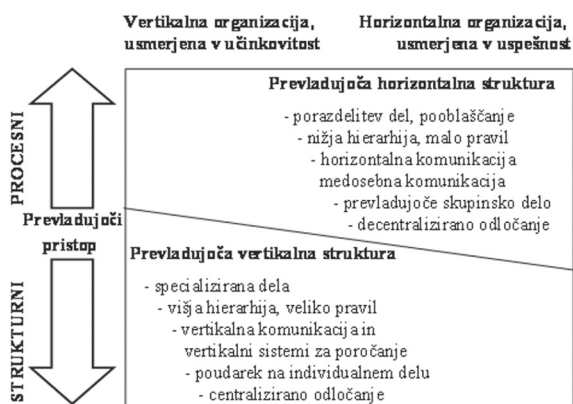 Vertikalna organizacija,
usmerjena v učinkovitost
Horizontalna organizacija,
usmerjena v uspešnost
PROCESNI
Prevladujoči
pristop
STRUKTURNI
Prevladujoča horizontalna struktura
- porazdelitev del, pooblaščanje
- nižja hierarhija, malo pravil
- horizontalna komunikacija
medosebna komunikacija
- prevladujoče skupinsko delo
- decentralizirano odločanje
Prevladujoča vertikalna struktura
- specializirana dela
- višja hierarhija, veliko pravil
- vertikalna komunikacija in
vertikalni sistemi za poročanje
- poudarek na individualnem delu
- centralizirano odločanje